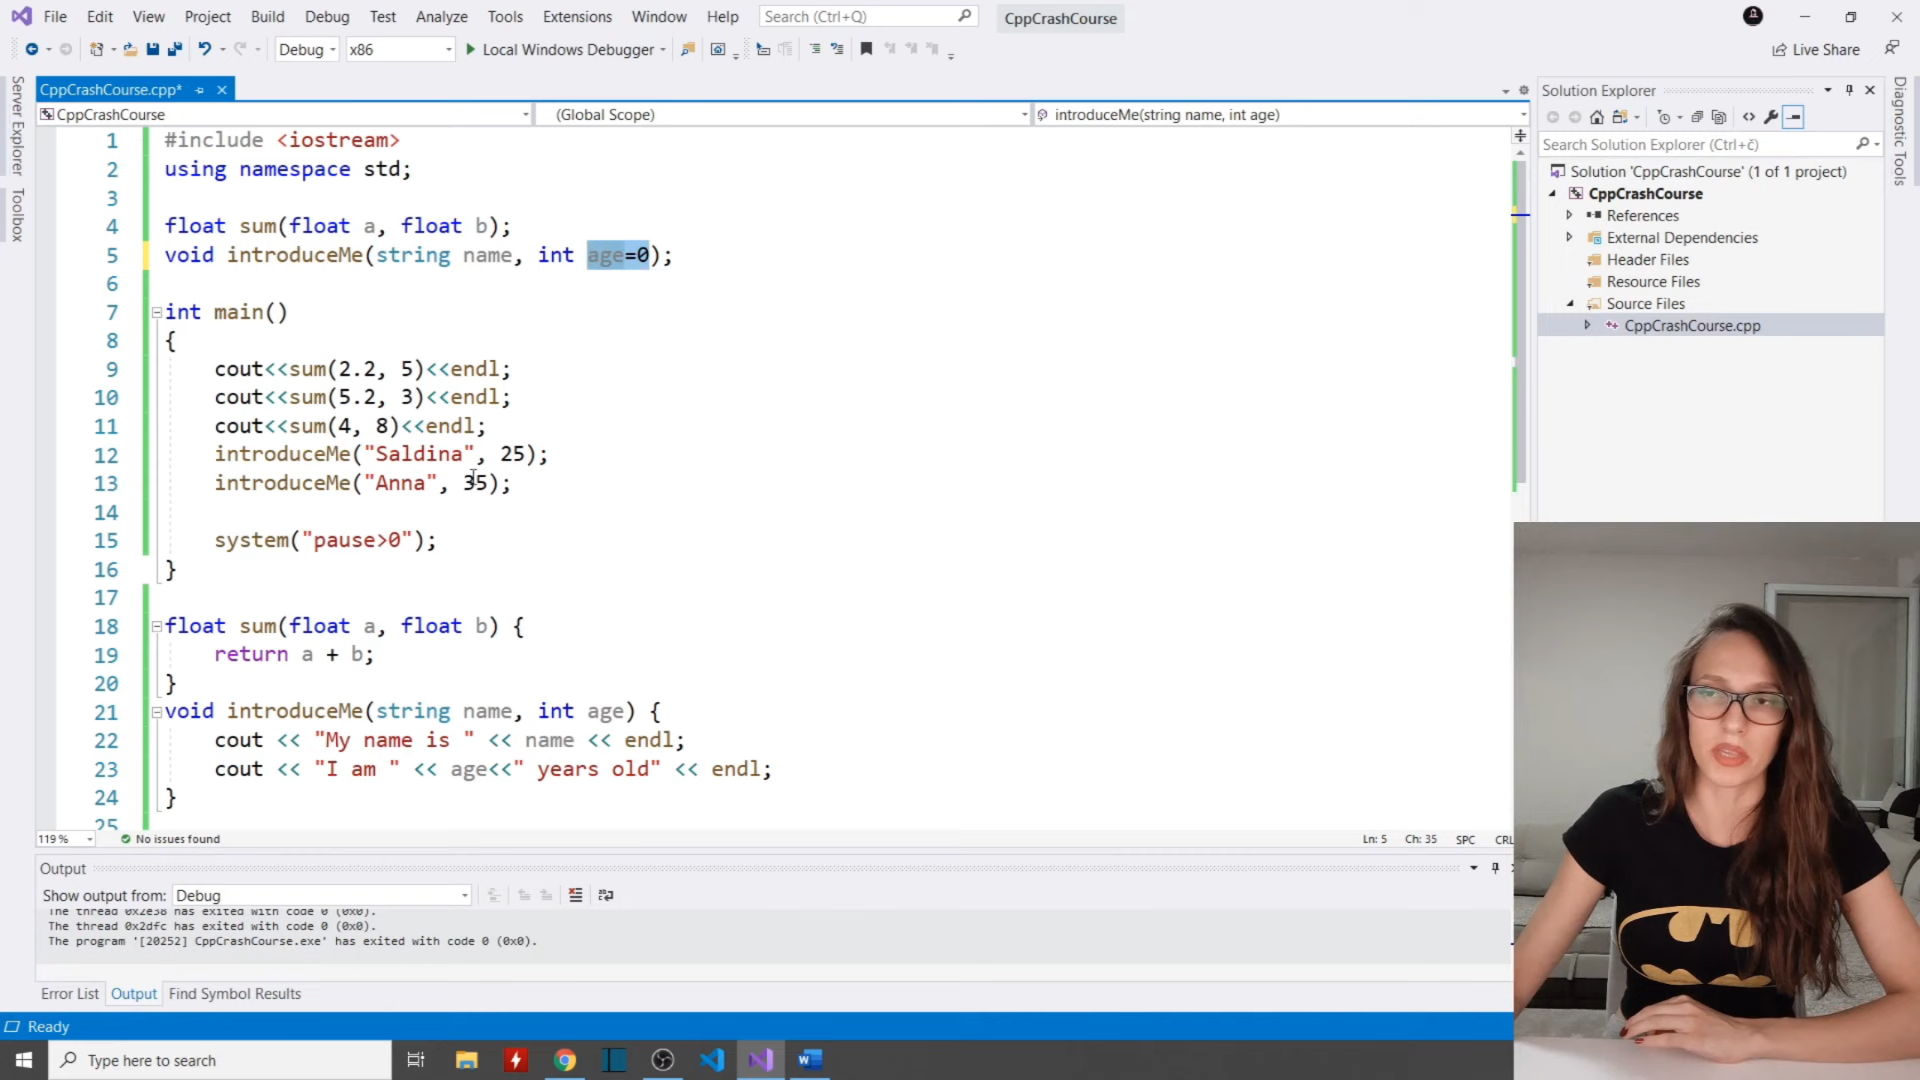 File Edit View Project Build Debug Test Analyze Tools Extensions Window Help Search (Ctrl+Q) CppCrashCourse
Debug x86 Local Windows Debugger Live Share
CppCrashCourse.cpp*
CppCrashCourse (Global Scope) introduceMe(string name, int age)
1 #include <iostream>
2 using namespace std;
3
4 float sum(float a, float b);
5 void introduceMe(string name, int age=0);
6
7 int main()
8 {
9 cout<<sum(2.2, 5)<<endl;
10 cout<<sum(5.2, 3)<<endl;
11 cout<<sum(4, 8)<<endl;
12 introduceMe("Saldina", 25);
13 introduceMe("Anna", 35);
14
15 system("pause>0");
16 }
17
18 float sum(float a, float b) {
19 return a + b;
20 }
21 void introduceMe(string name, int age) {
22 cout << "My name is " << name << endl;
23 cout << "I am " << age<<" years old" << endl;
24 }
25
119 % No issues found Ln: 5 Ch: 35 SPC CRL
Output
Show output from: Debug
The thread 0x2e38 has exited with code 0 (0x0).
The thread 0x2dfc has exited with code 0 (0x0).
The program '[20252] CppCrashCourse.exe' has exited with code 0 (0x0).
Error List Output Find Symbol Results
Ready
Type here to search
Server Explorer
Toolbox
Solution Explorer
Search Solution Explorer (Ctrl+č)
Solution 'CppCrashCourse' (1 of 1 project)
CppCrashCourse
References
External Dependencies
Header Files
Resource Files
Source Files
CppCrashCourse.cpp
Diagnostic Tools